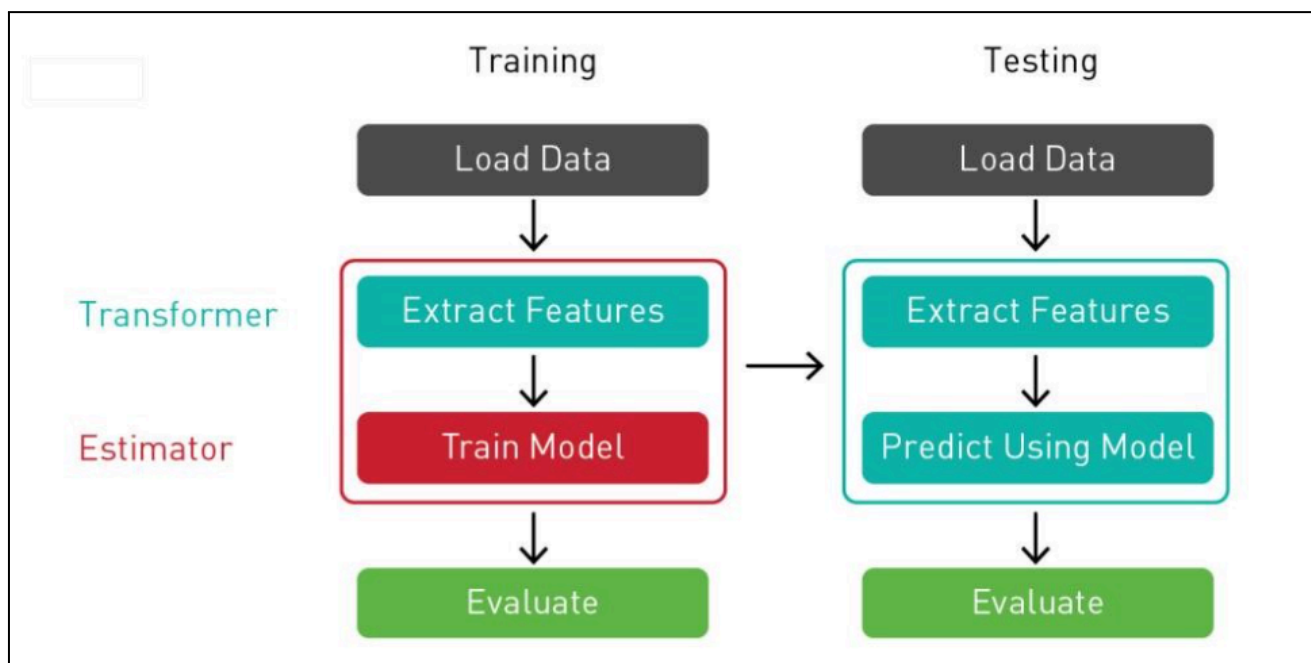 Training
Testing
Load Data
Load Data
Transformer
Extract Features
Extract Features
Estimator
Train Model
Predict Using Model
Evaluate
Evaluate